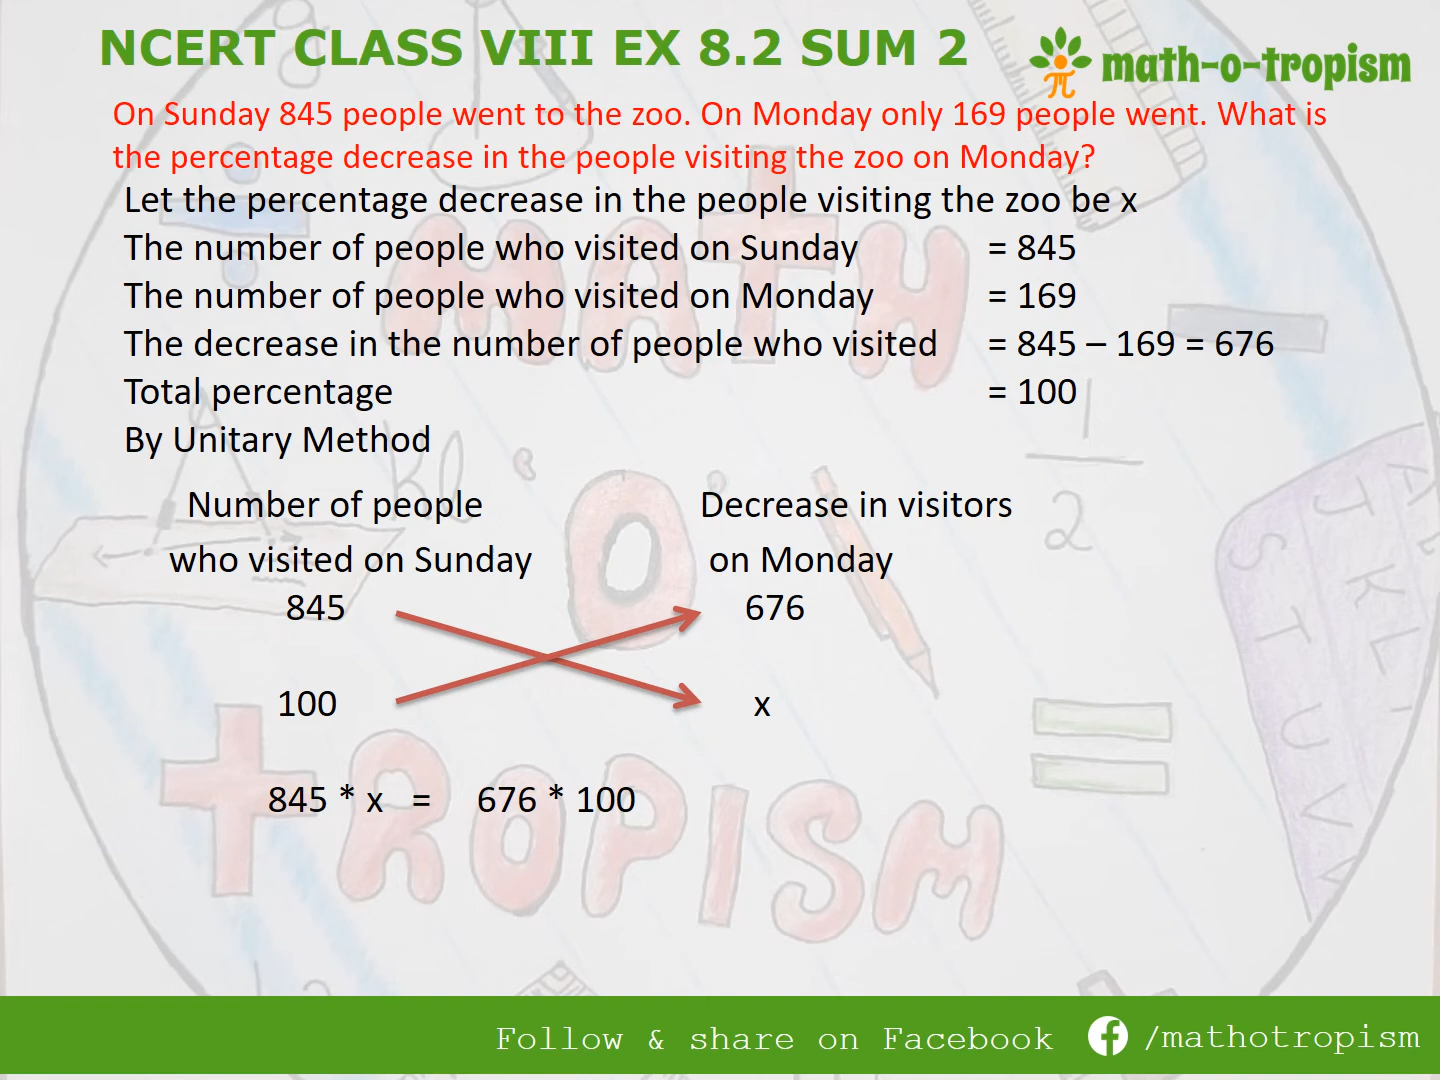 NCERT CLASS VIII EX 8.2 SUM 2
math-o-tropism
On Sunday 845 people went to the zoo. On Monday only 169 people went. What is
the percentage decrease in the people visiting the zoo on Monday?
Let the percentage decrease in the people visiting the zoo be x
The number of people who visited on Sunday = 845
The number of people who visited on Monday = 169
The decrease in the number of people who visited = 845 – 169 = 676
Total percentage = 100
By Unitary Method
Number of people Decrease in visitors
who visited on Sunday on Monday
845 676
100 x
845 * x = 676 * 100
MATH
'O'
TROPISM
kl
1
2
J K L
S T U V
Follow & share on Facebook /mathotropism